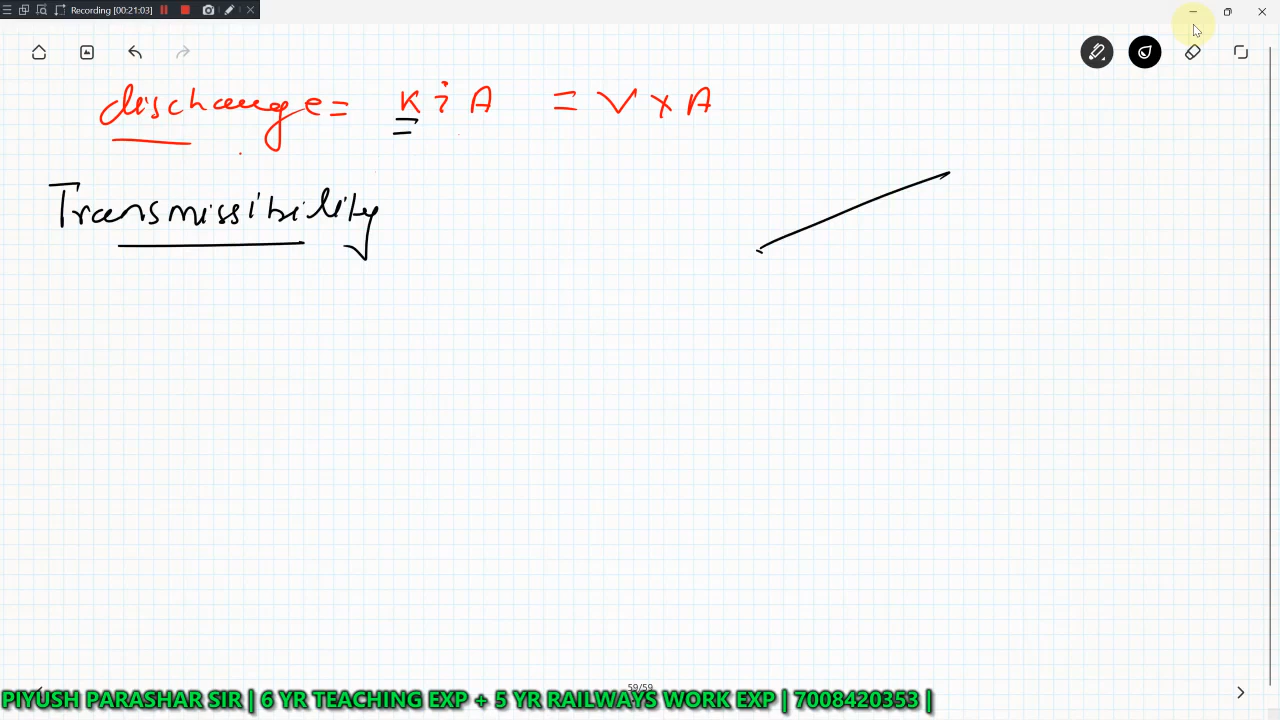 Recording [00:21:03]
discharge = K i A = V x A
Transmissibility
59/59
PIYUSH PARASHAR SIR | 6 YR TEACHING EXP + 5 YR RAILWAYS WORK EXP | 7008420353 |